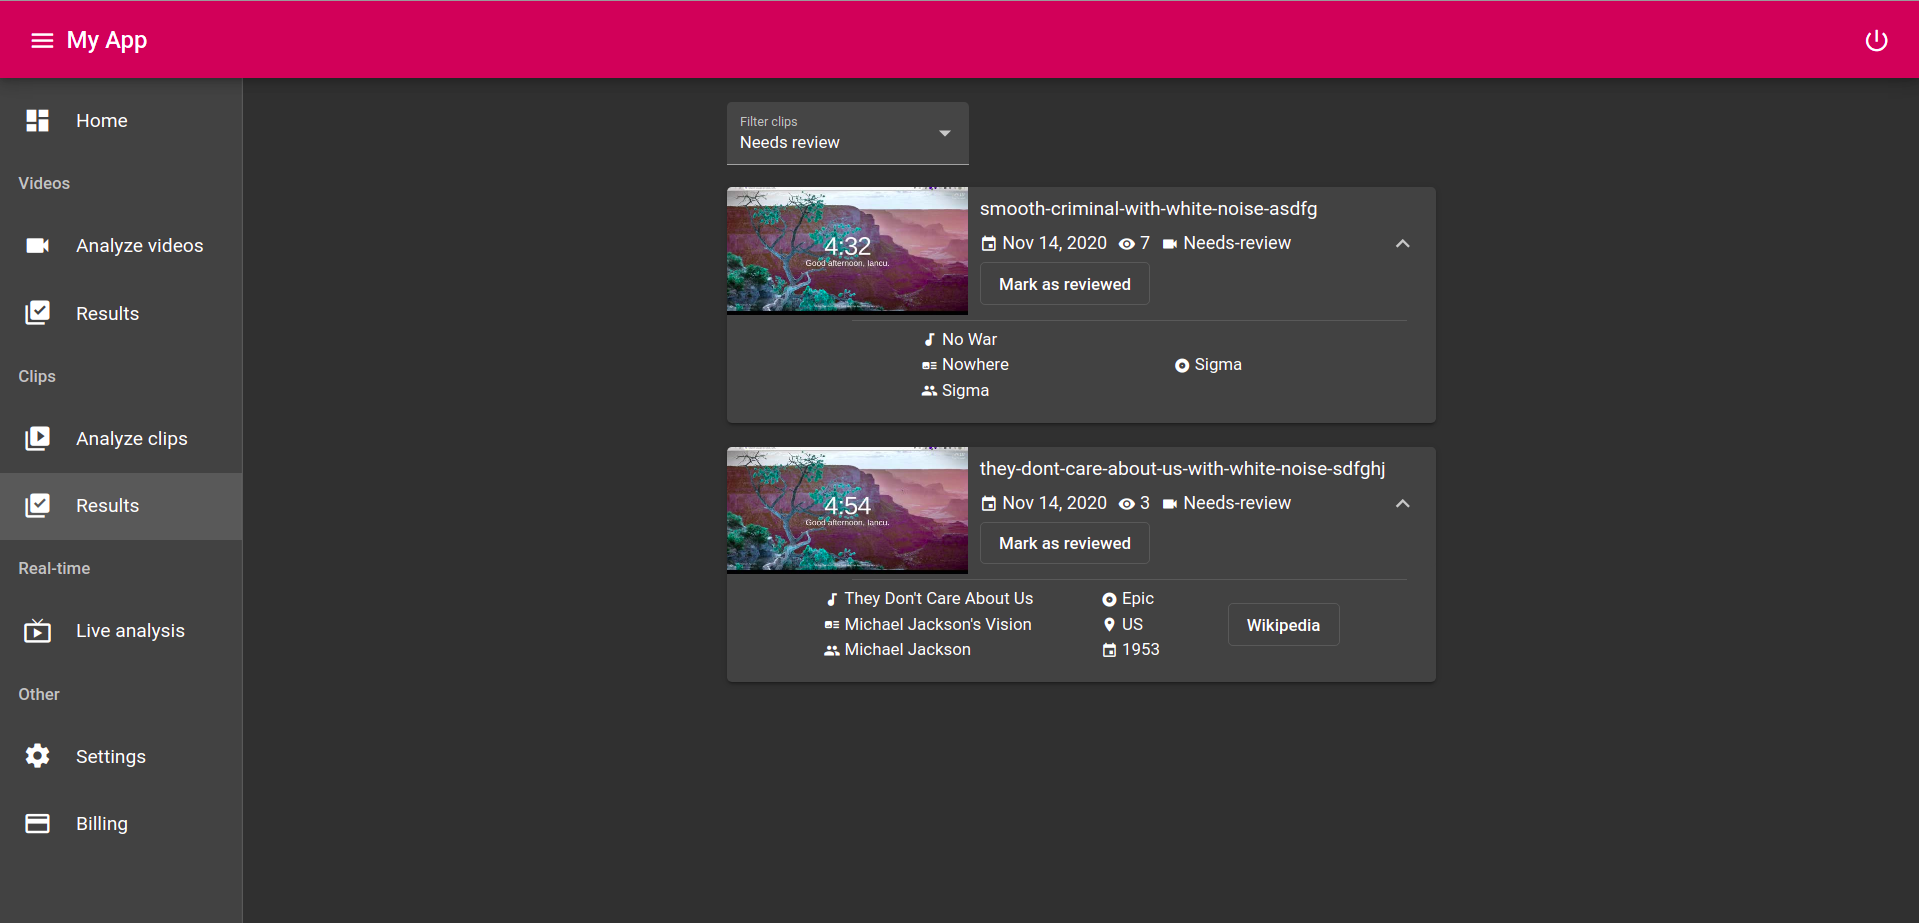 My App
Home
Videos
Analyze videos
Results
Clips
Analyze clips
Results
Real-time
Live analysis
Other
Settings
Billing
Filter clips
Needs review
4:32
Good afternoon, Iancu.
smooth-criminal-with-white-noise-asdfg
Nov 14, 2020 7 Needs-review
Mark as reviewed
No War
Nowhere Sigma
Sigma
4:54
Good afternoon, Iancu.
they-dont-care-about-us-with-white-noise-sdfghj
Nov 14, 2020 3 Needs-review
Mark as reviewed
They Don't Care About Us Epic
Michael Jackson's Vision US
Michael Jackson 1953
Wikipedia